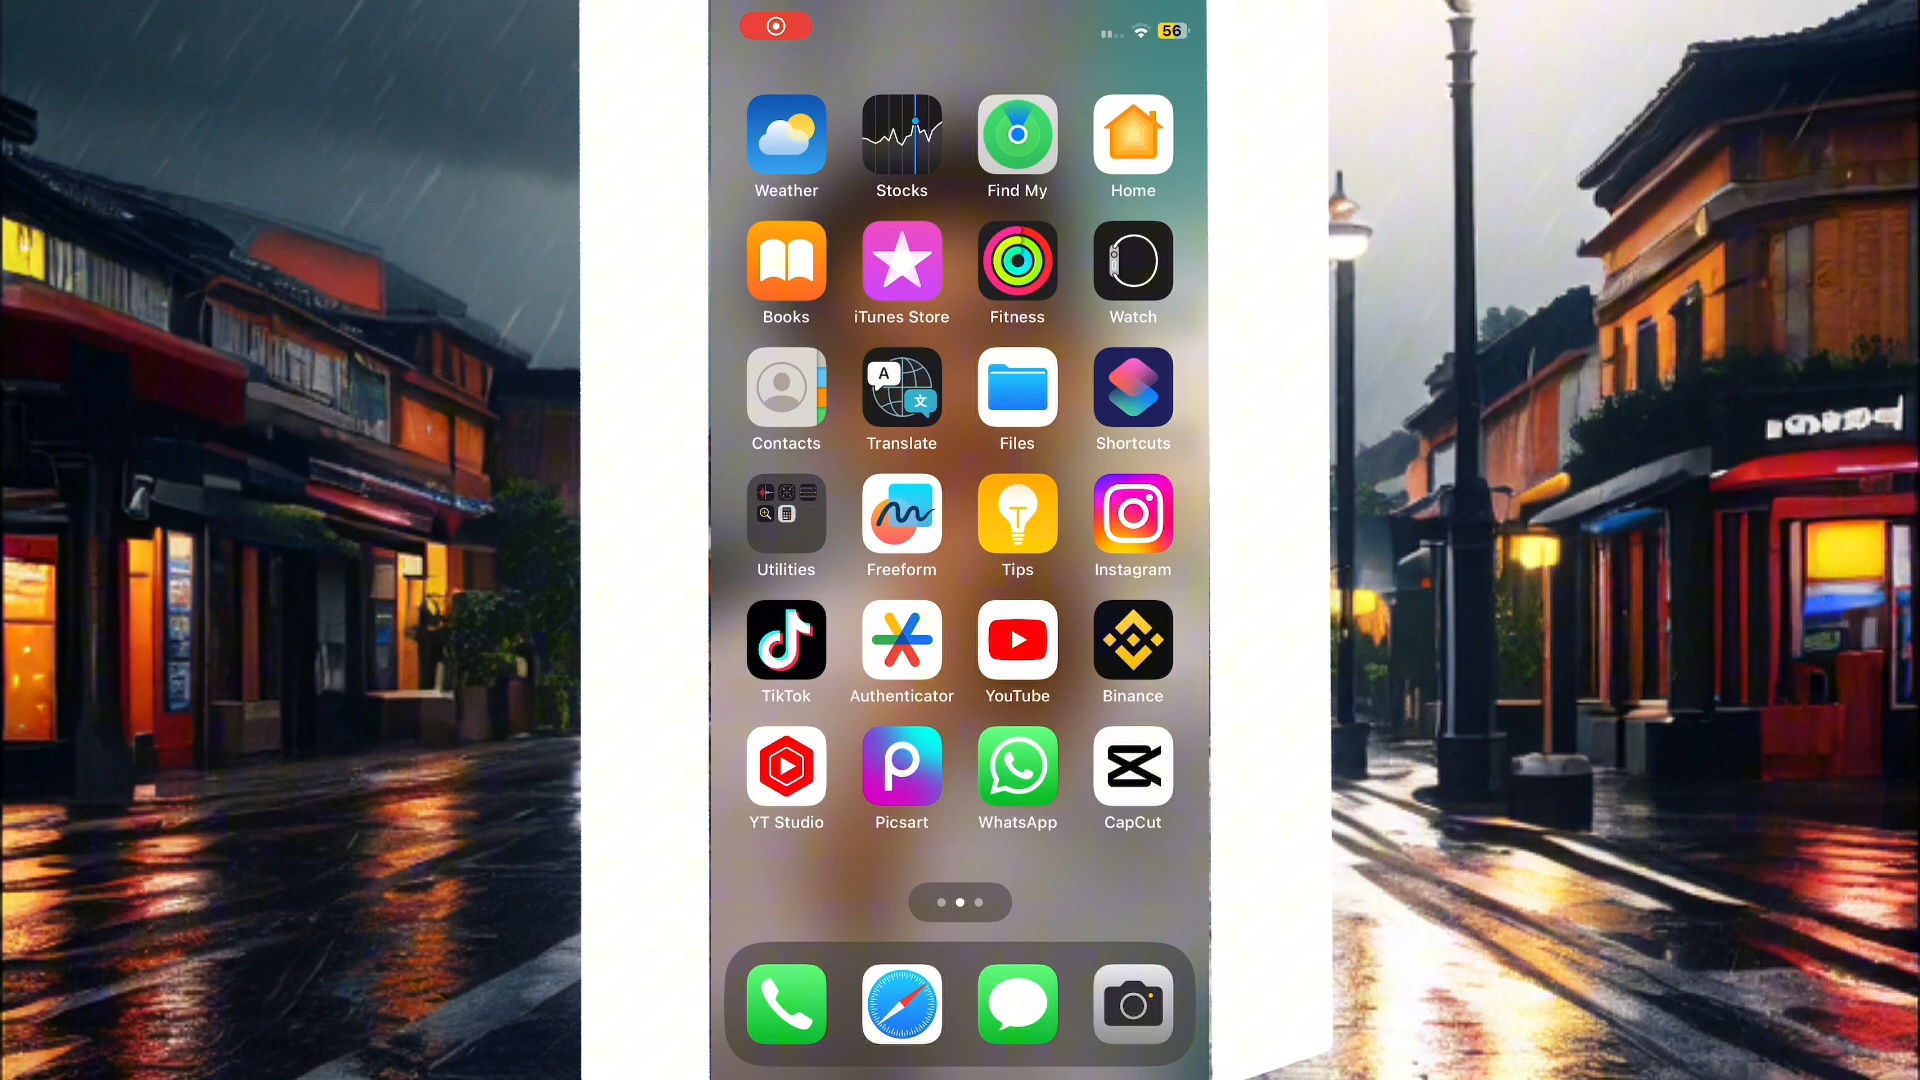 56
Weather Stocks Find My Home
Books iTunes Store Fitness Watch
A
文
Contacts Translate Files Shortcuts
Utilities Freeform Tips Instagram
TikTok Authenticator YouTube Binance
YT Studio Picsart WhatsApp CapCut